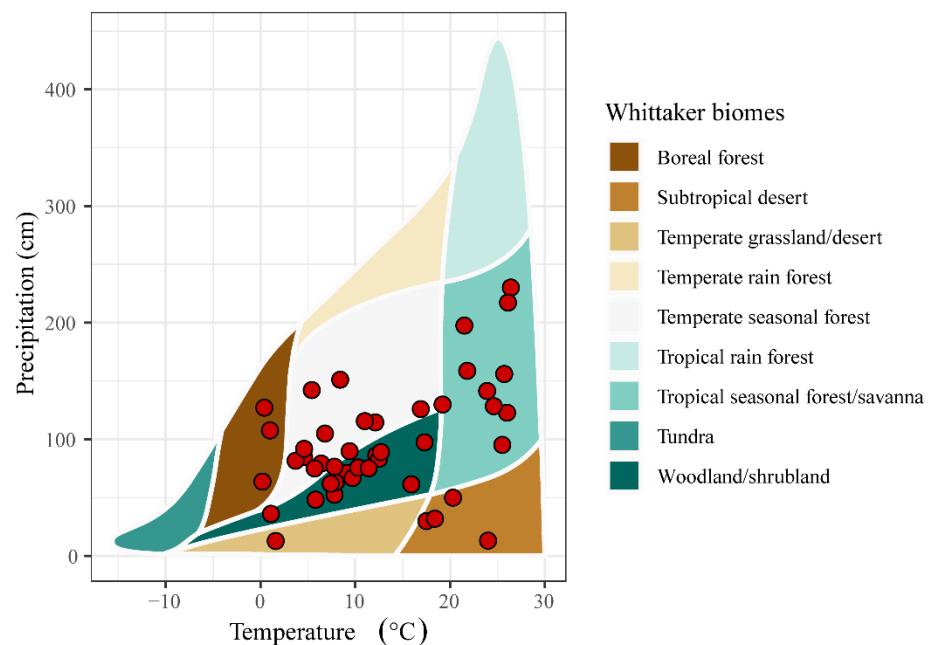 400
300
200
100
0
Precipitation (cm)
−10
0
10
20
30
Temperature (°C)
Whittaker biomes
Boreal forest
Subtropical desert
Temperate grassland/desert
Temperate rain forest
Temperate seasonal forest
Tropical rain forest
Tropical seasonal forest/savanna
Tundra
Woodland/shrubland